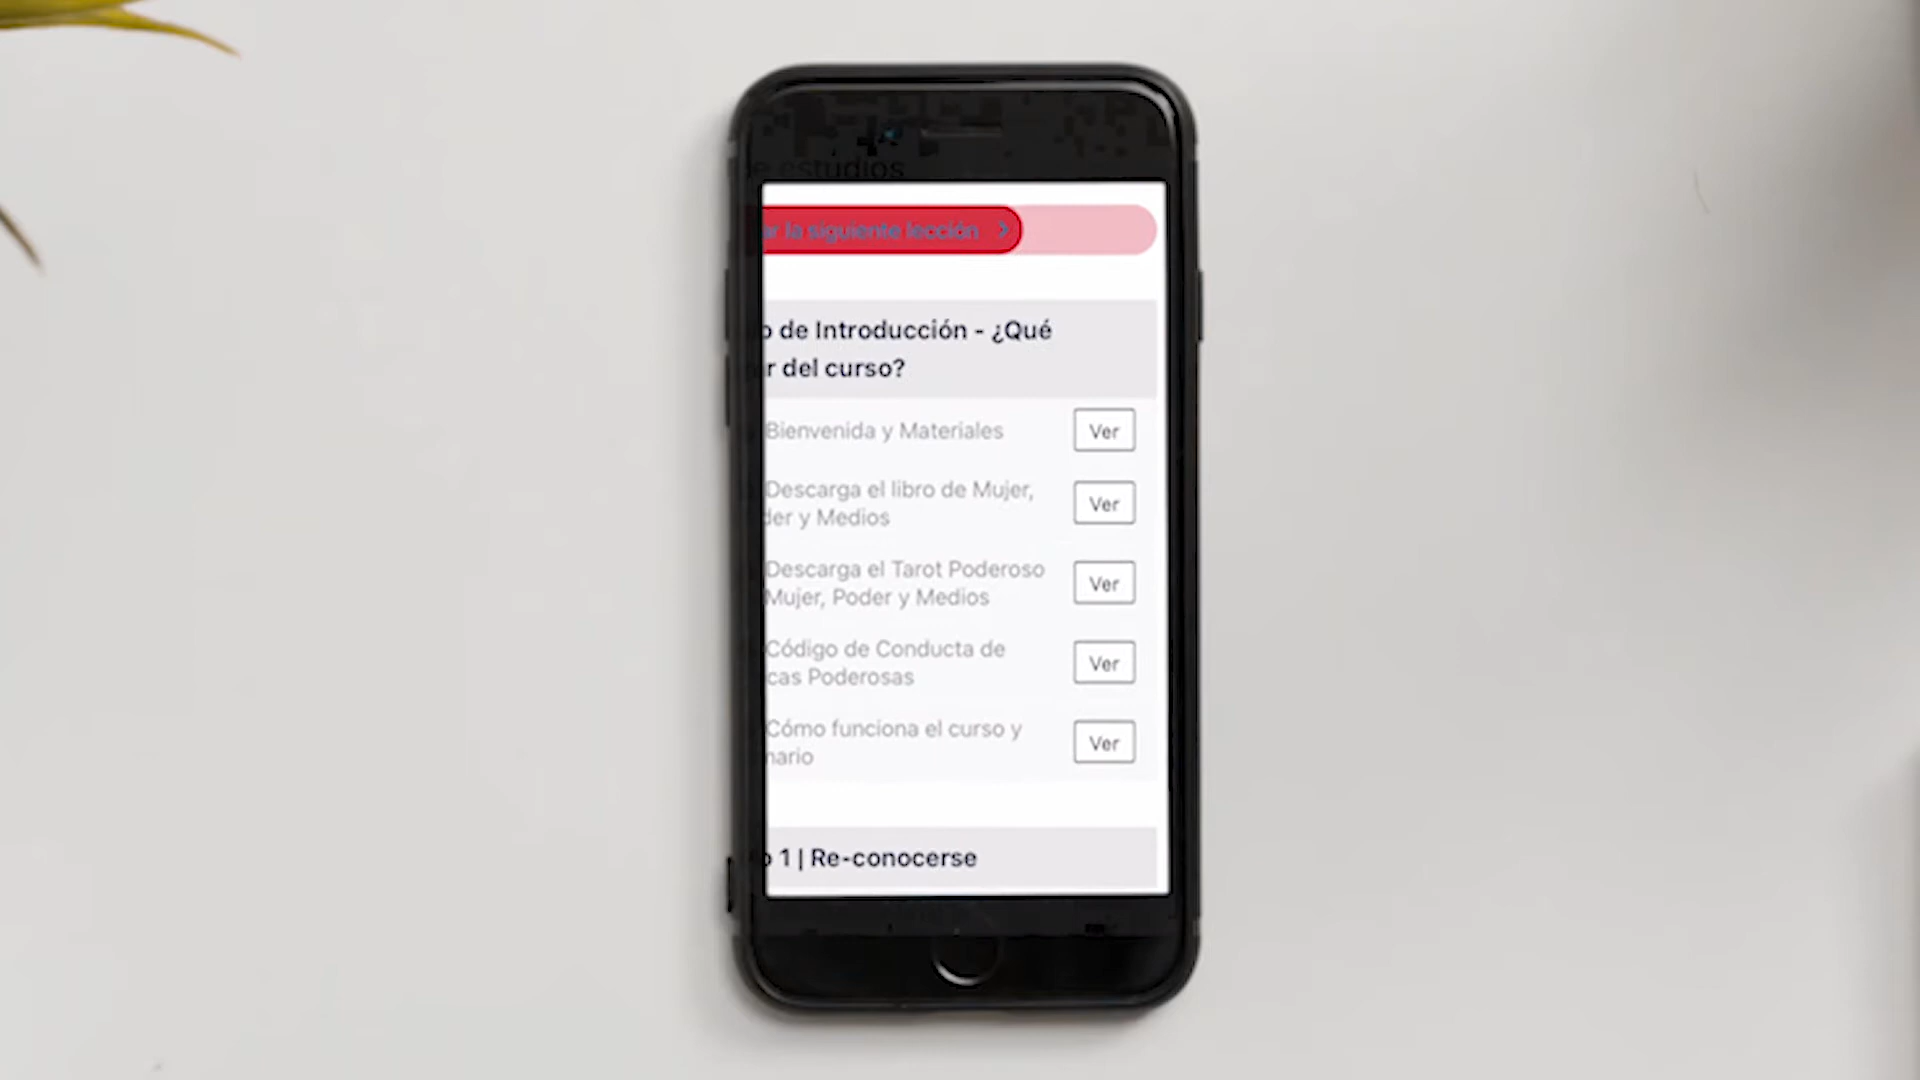 e estudios
ar la siguiente lección
o de Introducción - ¿Qué
r del curso?
Bienvenida y Materiales
Ver
Descarga el libro de Mujer,
der y Medios
Ver
Descarga el Tarot Poderoso
Mujer, Poder y Medios
Ver
Código de Conducta de
cas Poderosas
Ver
Cómo funciona el curso y
nario
Ver
o 1 | Re-conocerse